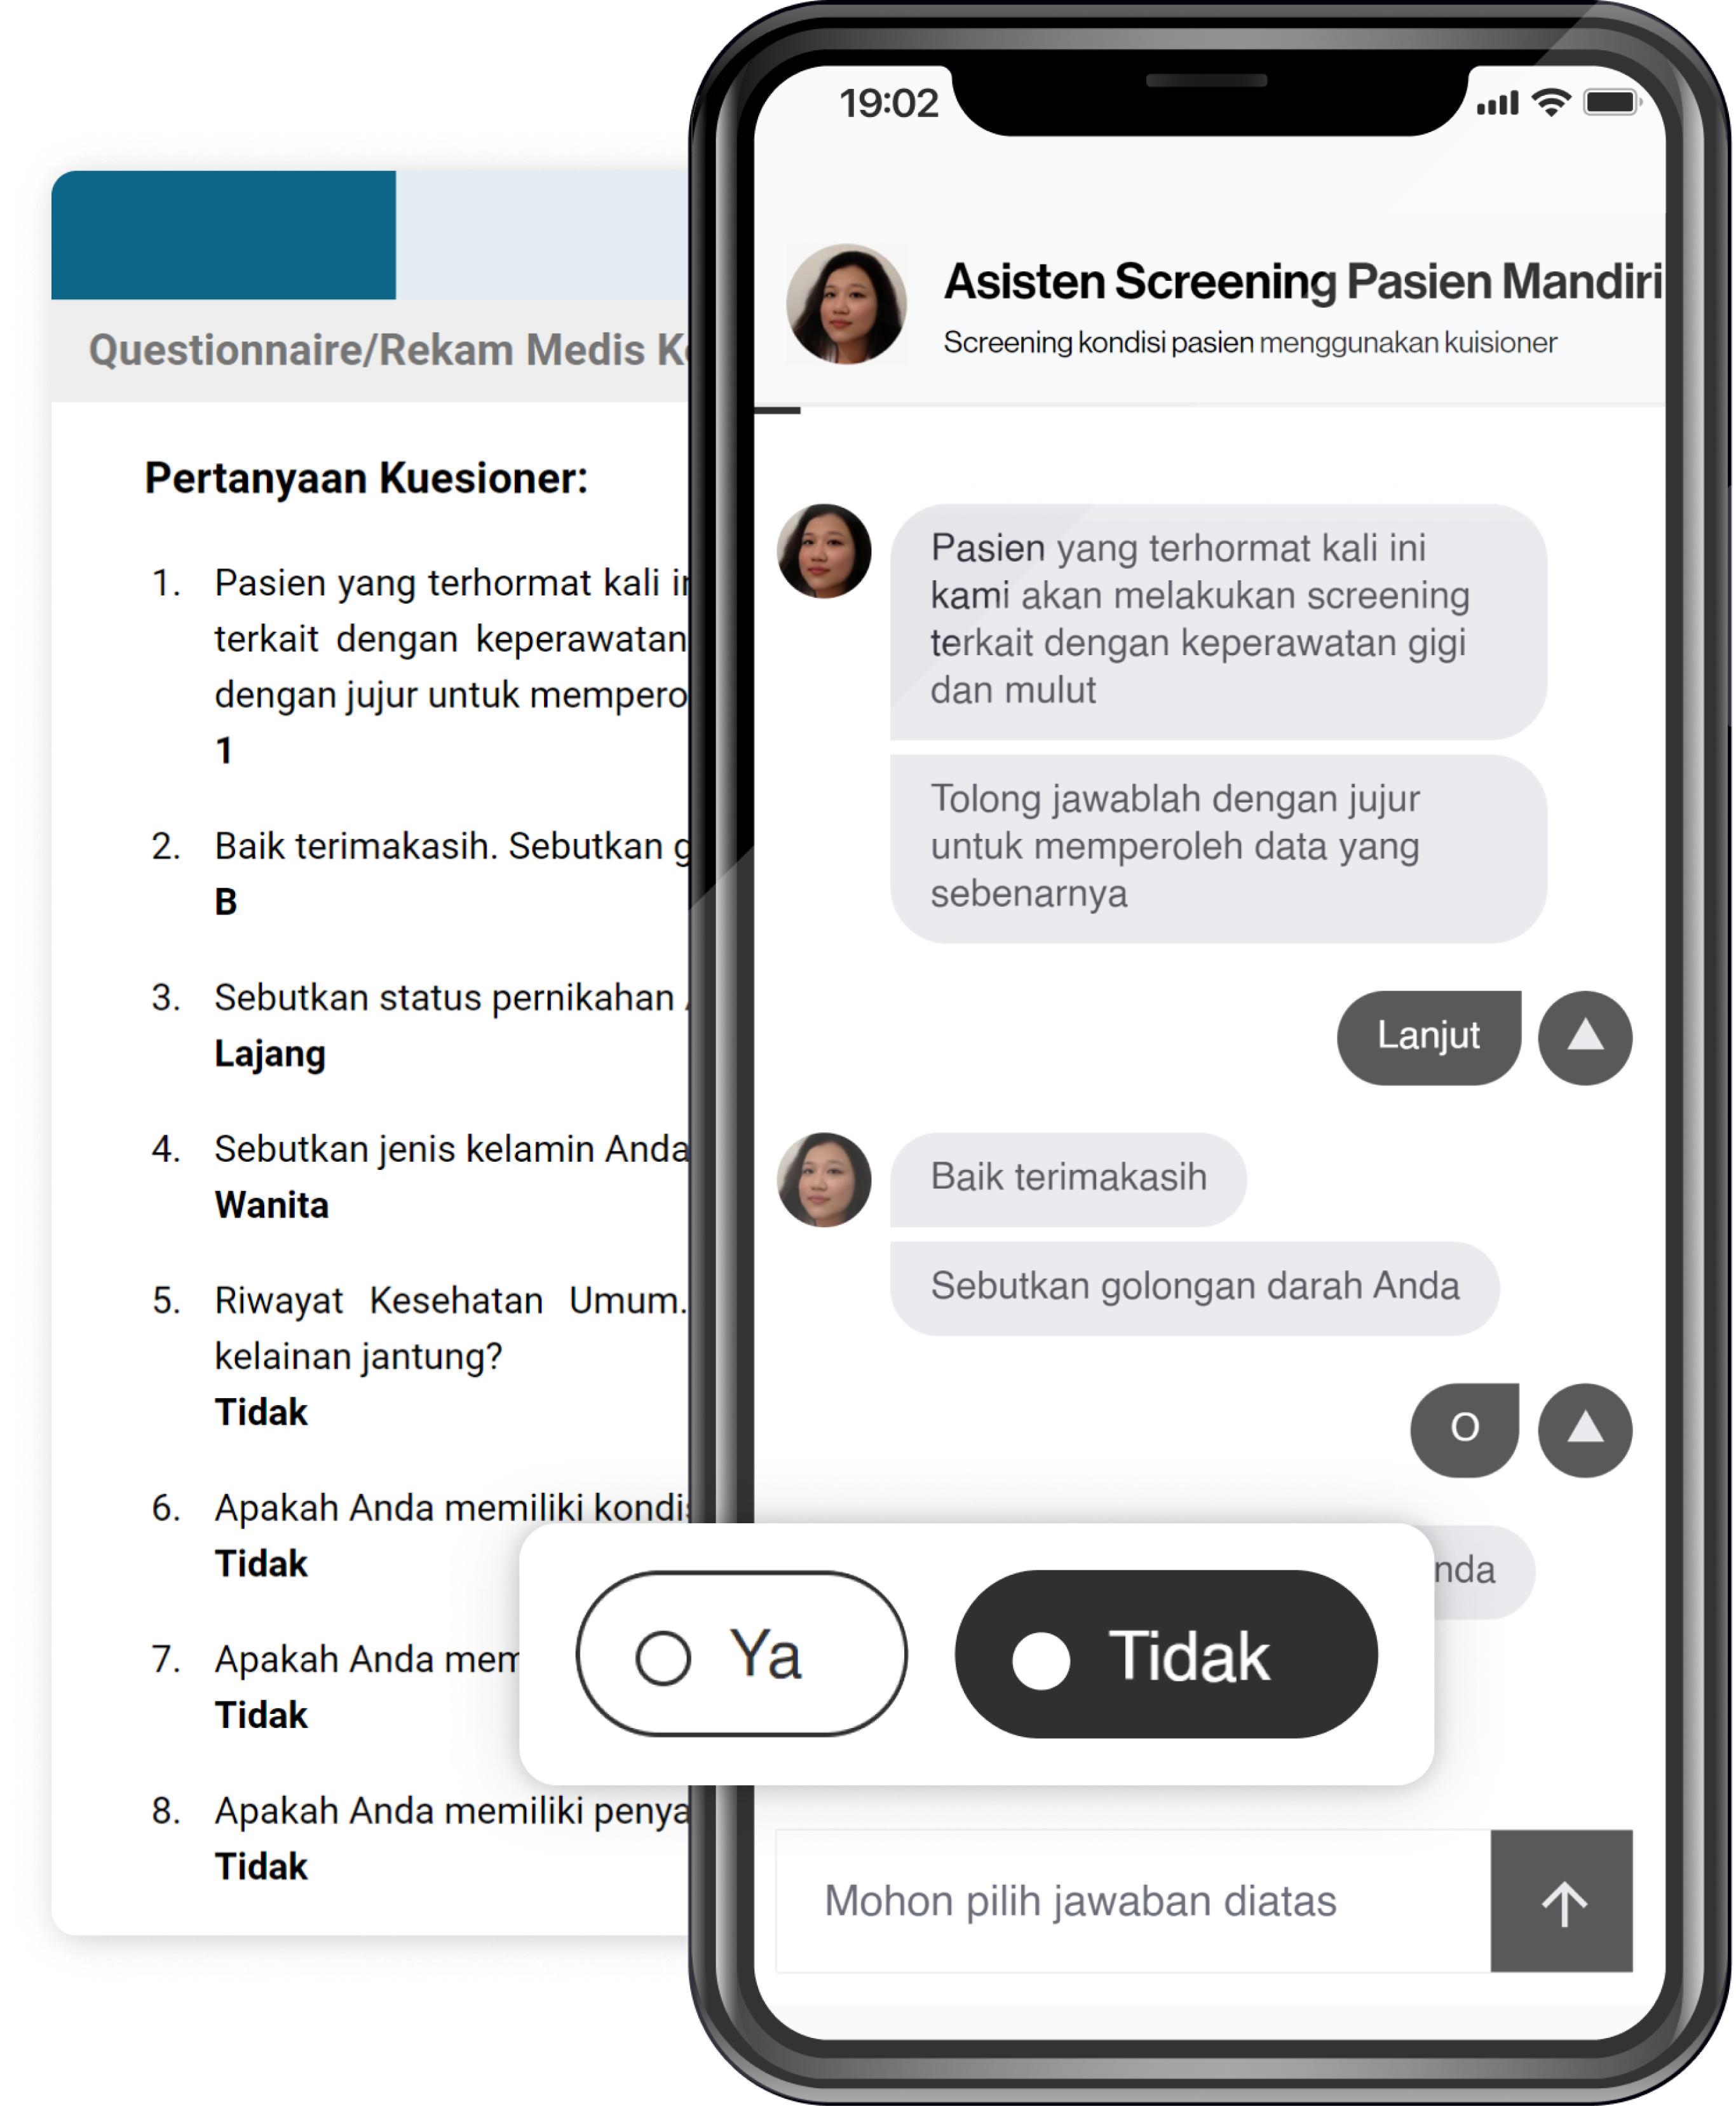 Questionnaire/Rekam Medis
Pertanyaan Kuesioner:
1. Pasien yang terhormat kali
terkait dengan keperawatan
dengan jujur untuk
1
2. Baik terimakasih. Sebutkan
B
3. Sebutkan status pernikahan
Lajang
4. Sebutkan jenis kelamin Anda
Wanita
5. Riwayat Kesehatan Umum.
kelainan jantung?
Tidak
6. Apakah Anda memiliki
Tidak
7. Apakah Anda
Tidak
8. Apakah Anda memiliki
Tidak
19:02
Asisten Screening Pasien Mandiri
Screening kondisi pasien menggunakan kuisioner
Pasien yang terhormat kali ini
kami akan melakukan screening
terkait dengan keperawatan gigi
dan mulut
Tolong jawablah dengan jujur
untuk memperoleh data yang
sebenarnya
Lanjut
Baik terimakasih
Sebutkan golongan darah Anda
O
Ya
Tidak
Mohon pilih jawaban diatas